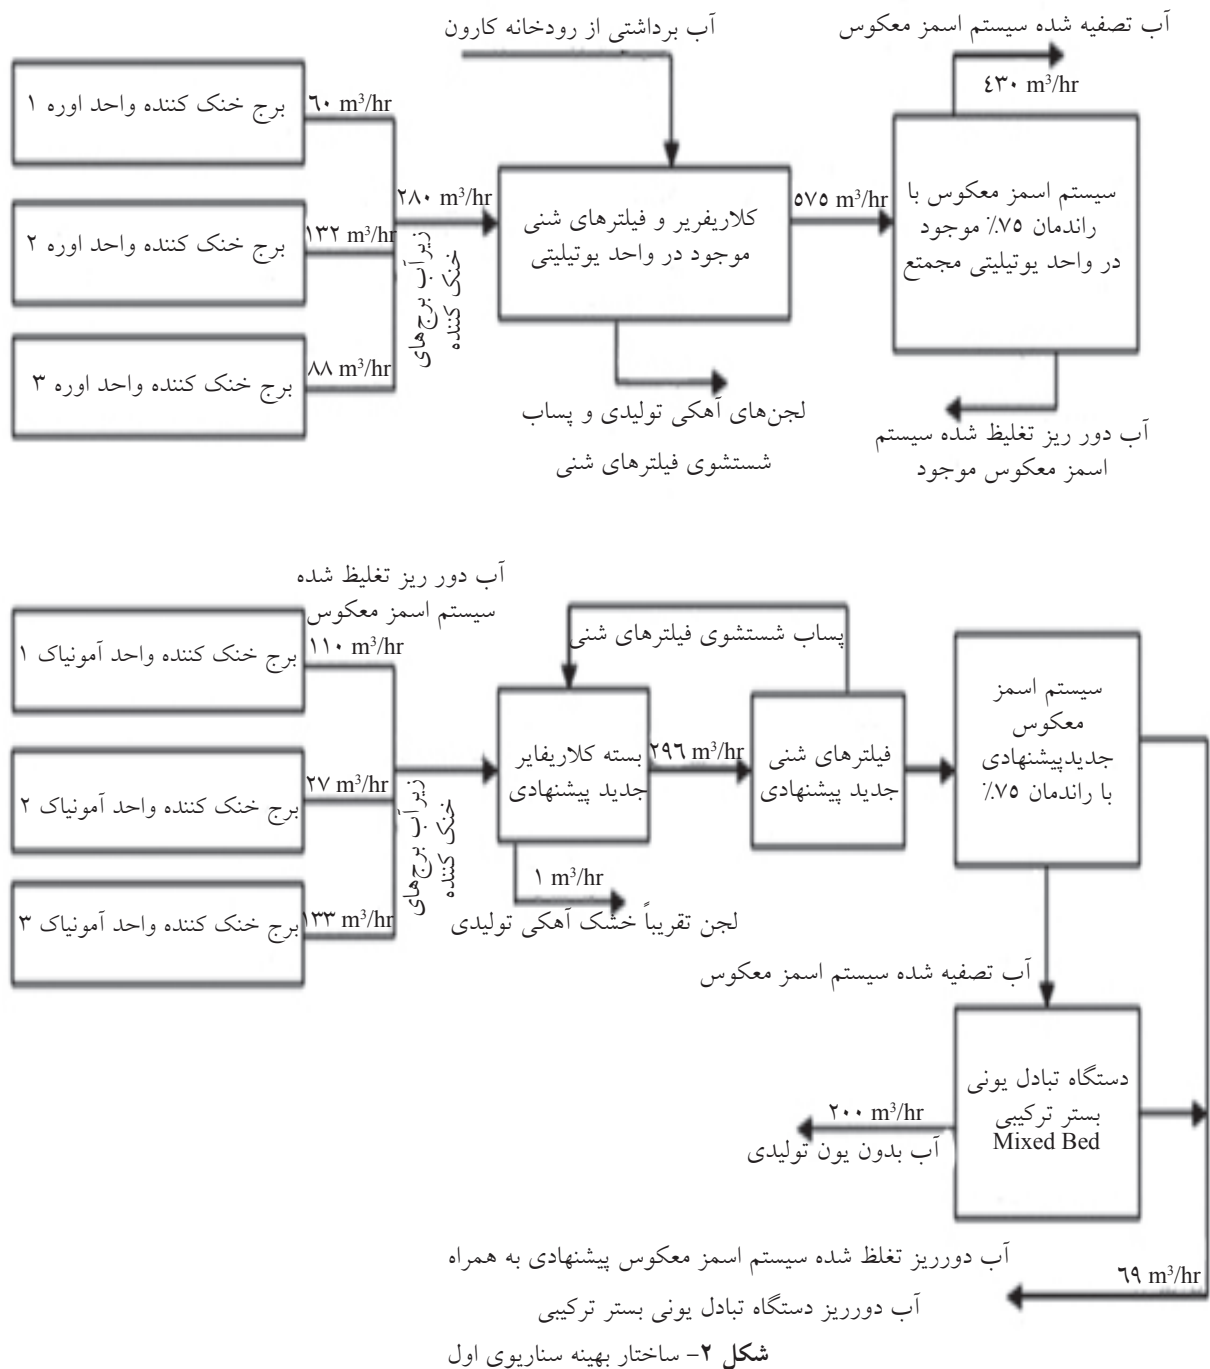 آب برداشتی از رودخانه کارون
آب تصفیه شده سیستم اسمز معکوس
۴۳۰ m³/hr
برج خنک کننده واحد اوره ۱
۶۰ m³/hr
برج خنک کننده واحد اوره ۲
۱۳۲ m³/hr
برج خنک کننده واحد اوره ۳
۸۸ m³/hr
۲۸۰ m³/hr
زیرآب برج‌های
خنک کننده
کلاریفریر و فیلترهای شنی
موجود در واحد یوتیلیتی
۵۷۵ m³/hr
سیستم اسمز معکوس با
راندمان ۷۵٪ موجود
در واحد یوتیلیتی مجمتع
لجن‌های آهکی تولیدی و پساب
شستشوی فیلترهای شنی
آب دور ریز تغلیظ شده سیستم
اسمز معکوس موجود
آب دور ریز تغلیظ شده
سیستم اسمز معکوس
برج خنک کننده واحد آمونیاک ۱
۱۱۰ m³/hr
برج خنک کننده واحد آمونیاک ۲
۲۷ m³/hr
برج خنک کننده واحد آمونیاک ۳
۱۳۳ m³/hr
زیرآب برج‌های
خنک کننده
پساب شستشوی فیلترهای شنی
بسته کلاریفایر
جدید پیشنهادی
۲۹۶ m³/hr
فیلترهای شنی
جدید پیشنهادی
سیستم اسمز
معکوس
جدیدپیشنهادی
با راندمان ۷۵٪
۱ m³/hr
لجن تقریباً خشک آهکی تولیدی
آب تصفیه شده سیستم اسمز معکوس
دستگاه تبادل یونی
بستر ترکیبی
Mixed Bed
۲۰۰ m³/hr
آب بدون یون تولیدی
آب دورریز تغلظ شده سیستم اسمز معکوس پیشنهادی به همراه
آب دورریز دستگاه تبادل یونی بستر ترکیبی
۶۹ m³/hr
شکل ۲- ساختار بهینه سناریوی اول